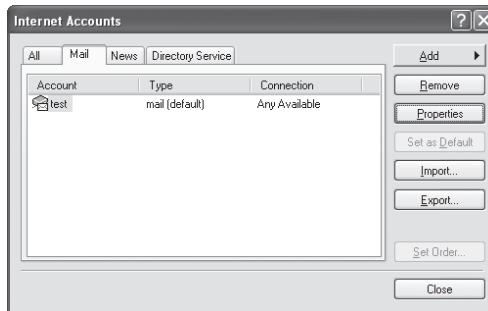 Internet Accounts
All Mail News Directory Service
Add
Account Type Connection
Remove
test mail (default) Any Available
Properties
Set as Default
Import...
Export...
Set Order...
Close